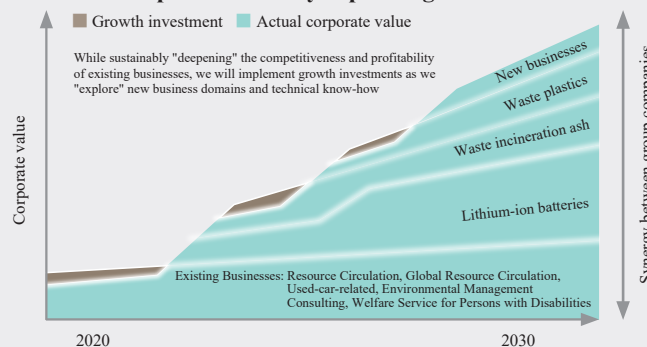 Growth investment Actual corporate value
While sustainably "deepening" the competitiveness and profitability
of existing businesses, we will implement growth investments as we
"explore" new business domains and technical know-how
Corporate value
New businesses
Waste plastics
Waste incineration ash
Lithium-ion batteries
Existing Businesses: Resource Circulation, Global Resource Circulation,
Used-car-related, Environmental Management
Consulting, Welfare Service for Persons with Disabilities
Synergy between group companies
2020 2030